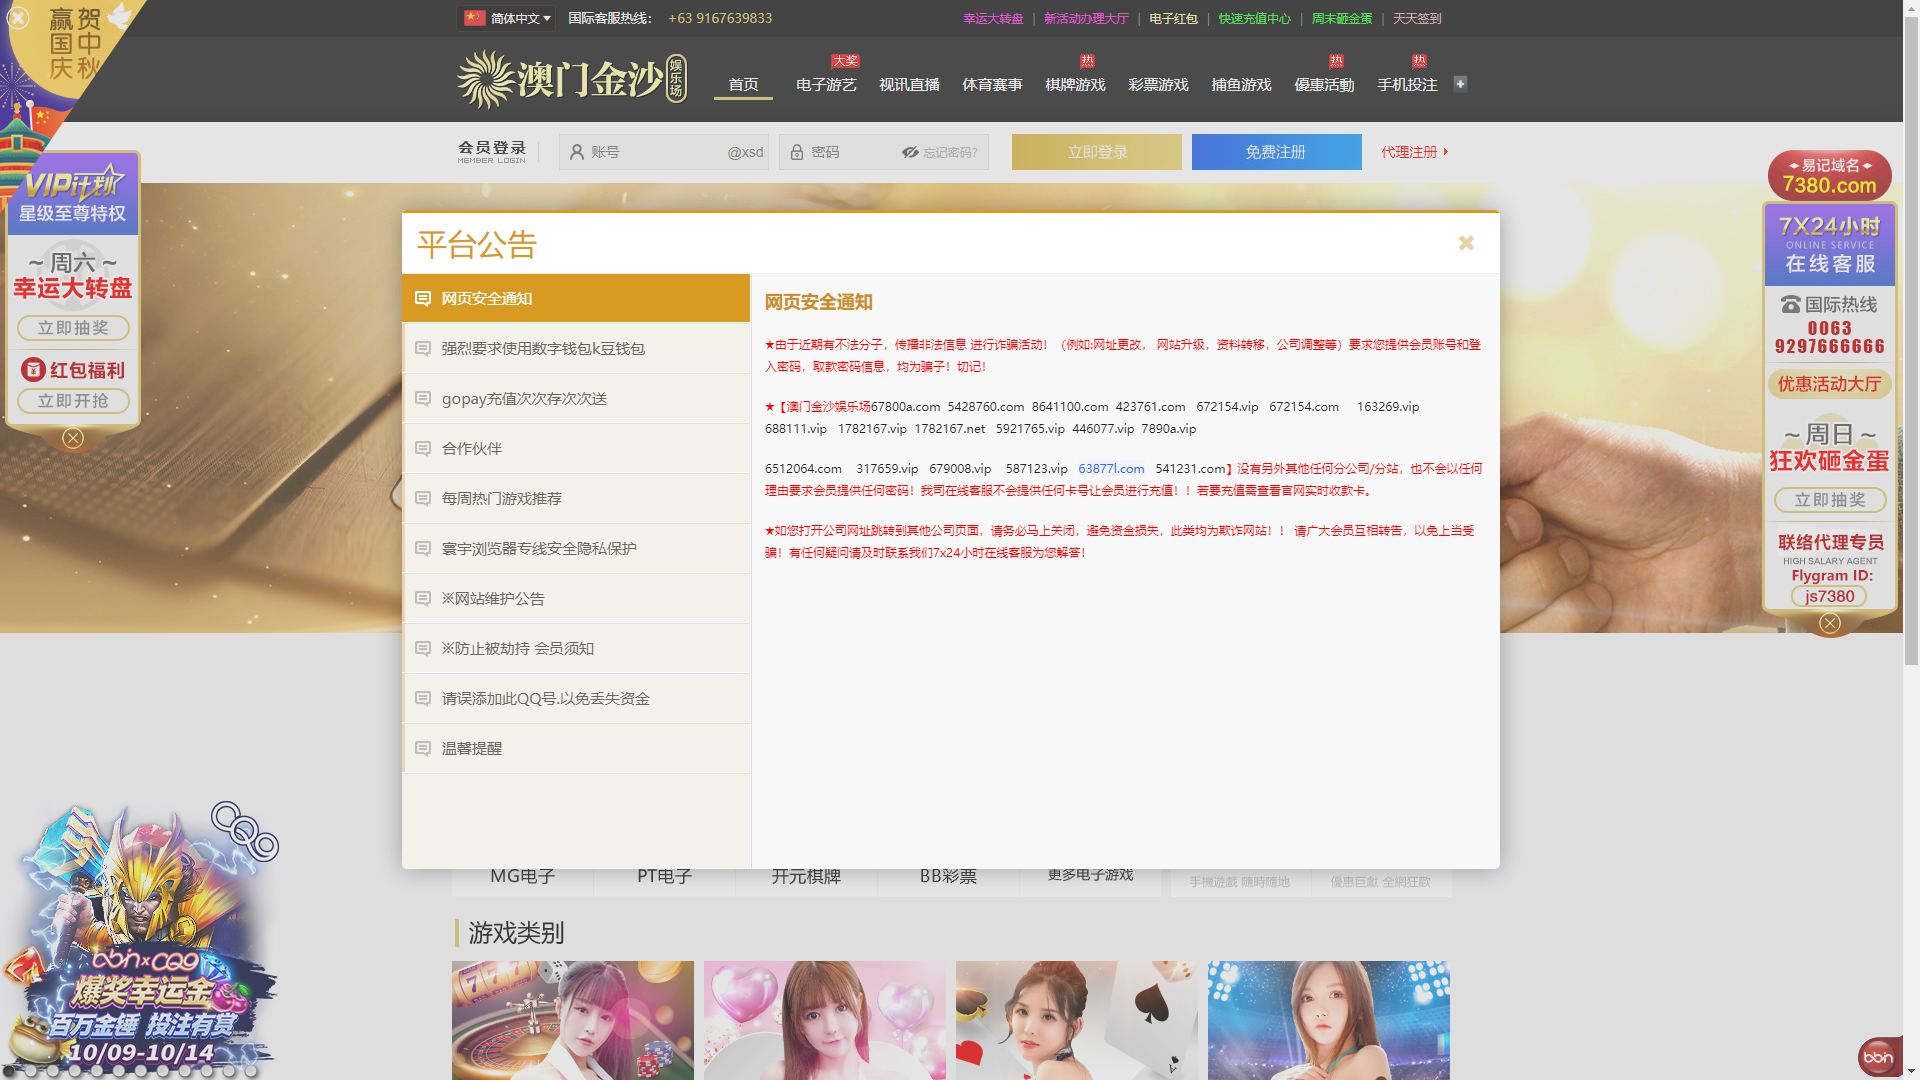 贺中秋
赢国庆
简体中文
国际客服热线：
+63 9167639833
幸运大转盘 | 新活动办理大厅 | 电子红包 | 快速充值中心 | 周末砸金蛋 | 天天签到
澳门金沙
娱乐场
大奖
热
热
热
首页
电子游艺
视讯直播
体育赛事
棋牌游戏
彩票游戏
捕鱼游戏
優惠活動
手机投注
会员登录
MEMBER LOGIN
账号
@xsd
密码
忘记密码?
立即登录
免费注册
代理注册
VIP计划
星级至尊特权
~ 周六 ~
幸运大转盘
立即抽奖
红包福利
立即开抢
易记域名
7380.com
7X24小时
ONLINE SERVICE
在线客服
国际热线
0063
9297666666
优惠活动大厅
~ 周日 ~
狂欢砸金蛋
立即抽奖
联络代理专员
HIGH SALARY AGENT
Flygram ID:
js7380
平台公告
网页安全通知
强烈要求使用数字钱包k豆钱包
gopay充值次次存次次送
合作伙伴
每周热门游戏推荐
寰宇浏览器专线安全隐私保护
※网站维护公告
※防止被劫持 会员须知
请误添加此QQ号.以免丢失资金
温馨提醒
网页安全通知
★由于近期有不法分子，传播非法信息 进行诈骗活动！（例如:网址更改， 网站升级，资料转移，公司调整等）要求您提供会员账号和登
入密码，取款密码信息，均为骗子！切记！
★【澳门金沙娱乐场67800a.com 5428760.com 8641100.com 423761.com 672154.vip 672154.com 163269.vip
688111.vip 1782167.vip 1782167.net 5921765.vip 446077.vip 7890a.vip
6512064.com 317659.vip 679008.vip 587123.vip 63877l.com 541231.com】没有另外其他任何分公司/分站，也不会以任何
理由要求会员提供任何密码！我司在线客服不会提供任何卡号让会员进行充值！！若要充值需查看官网实时收款卡。
★如您打开公司网址跳转到其他公司页面，请务必马上关闭，避免资金损失，此类均为欺诈网站！！ 请广大会员互相转告，以免上当受
骗！有任何疑问请及时联系我们7x24小时在线客服为您解答！
MG电子
PT电子
开元棋牌
BB彩票
更多电子游戏
手機遊戲 隨時隨地
優惠巨獻 全網狂歡
游戏类别
bbin x CQ9
爆奖幸运金
百万金锤 投注有赏
10/09-10/14
bbn